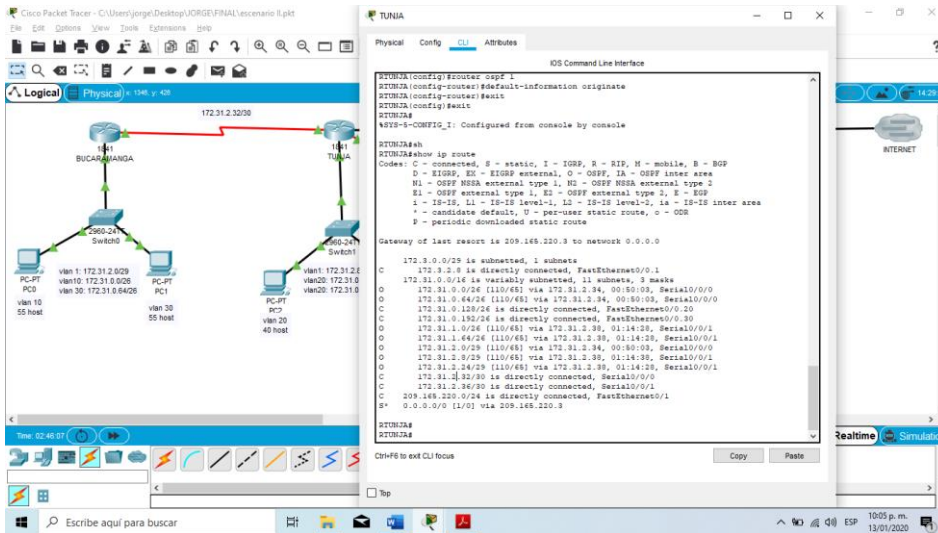 Cisco Packet Tracer - C:\Users\jorge\Desktop\JORGE\FINAL\escenario II.pkt
File Edit Options View Tools Extensions Help
Logical Physical x: 1346, y: 426
14:29
172.31.2.32/30
1841
BUCARAMANGA
1841
TUNJA
INTERNET
2960-24TT
Switch0
2960-24TT
Switch1
PC-PT
PC0
vlan 1: 172.31.2.0/29
vlan10: 172.31.0.0/26
vlan 30: 172.31.0.64/26
PC-PT
PC1
vlan 10
55 host
vlan 30
55 host
vlan1: 172.31.2.8
vlan20: 172.31.0
vlan20: 172.31.0
PC-PT
PC2
vlan 20
40 host
Time: 02:46:07
Realtime Simulatio
TUNJA
Physical Config CLI Attributes
IOS Command Line Interface
RTUNJA(config)#router ospf 1
RTUNJA(config-router)#default-information originate
RTUNJA(config-router)#exit
RTUNJA(config)#exit
RTUNJA#
%SYS-5-CONFIG_I: Configured from console by console
RTUNJA#sh
RTUNJA#show ip route
Codes: C - connected, S - static, I - IGRP, R - RIP, M - mobile, B - BGP
D - EIGRP, EX - EIGRP external, O - OSPF, IA - OSPF inter area
N1 - OSPF NSSA external type 1, N2 - OSPF NSSA external type 2
E1 - OSPF external type 1, E2 - OSPF external type 2, E - EGP
i - IS-IS, L1 - IS-IS level-1, L2 - IS-IS level-2, ia - IS-IS inter area
* - candidate default, U - per-user static route, o - ODR
P - periodic downloaded static route
Gateway of last resort is 209.165.220.3 to network 0.0.0.0
172.3.0.0/29 is subnetted, 1 subnets
C 172.3.2.8 is directly connected, FastEthernet0/0.1
172.31.0.0/16 is variably subnetted, 11 subnets, 3 masks
O 172.31.0.0/26 [110/65] via 172.31.2.34, 00:50:03, Serial0/0/0
O 172.31.0.64/26 [110/65] via 172.31.2.34, 00:50:03, Serial0/0/0
C 172.31.0.128/26 is directly connected, FastEthernet0/0.20
C 172.31.0.192/26 is directly connected, FastEthernet0/0.30
O 172.31.1.0/26 [110/65] via 172.31.2.38, 01:14:28, Serial0/0/1
O 172.31.1.64/26 [110/65] via 172.31.2.38, 01:14:28, Serial0/0/1
O 172.31.2.0/29 [110/65] via 172.31.2.34, 00:50:03, Serial0/0/0
O 172.31.2.8/29 [110/65] via 172.31.2.38, 01:14:38, Serial0/0/1
O 172.31.2.24/29 [110/65] via 172.31.2.38, 01:14:28, Serial0/0/1
C 172.31.2.32/30 is directly connected, Serial0/0/0
C 172.31.2.36/30 is directly connected, Serial0/0/1
C 209.165.220.0/24 is directly connected, FastEthernet0/1
S* 0.0.0.0/0 [1/0] via 209.165.220.3
RTUNJA#
RTUNJA#
Ctrl+F6 to exit CLI focus
Copy Paste
Top
Escribe aquí para buscar
ESP
10:05 p. m.
13/01/2020